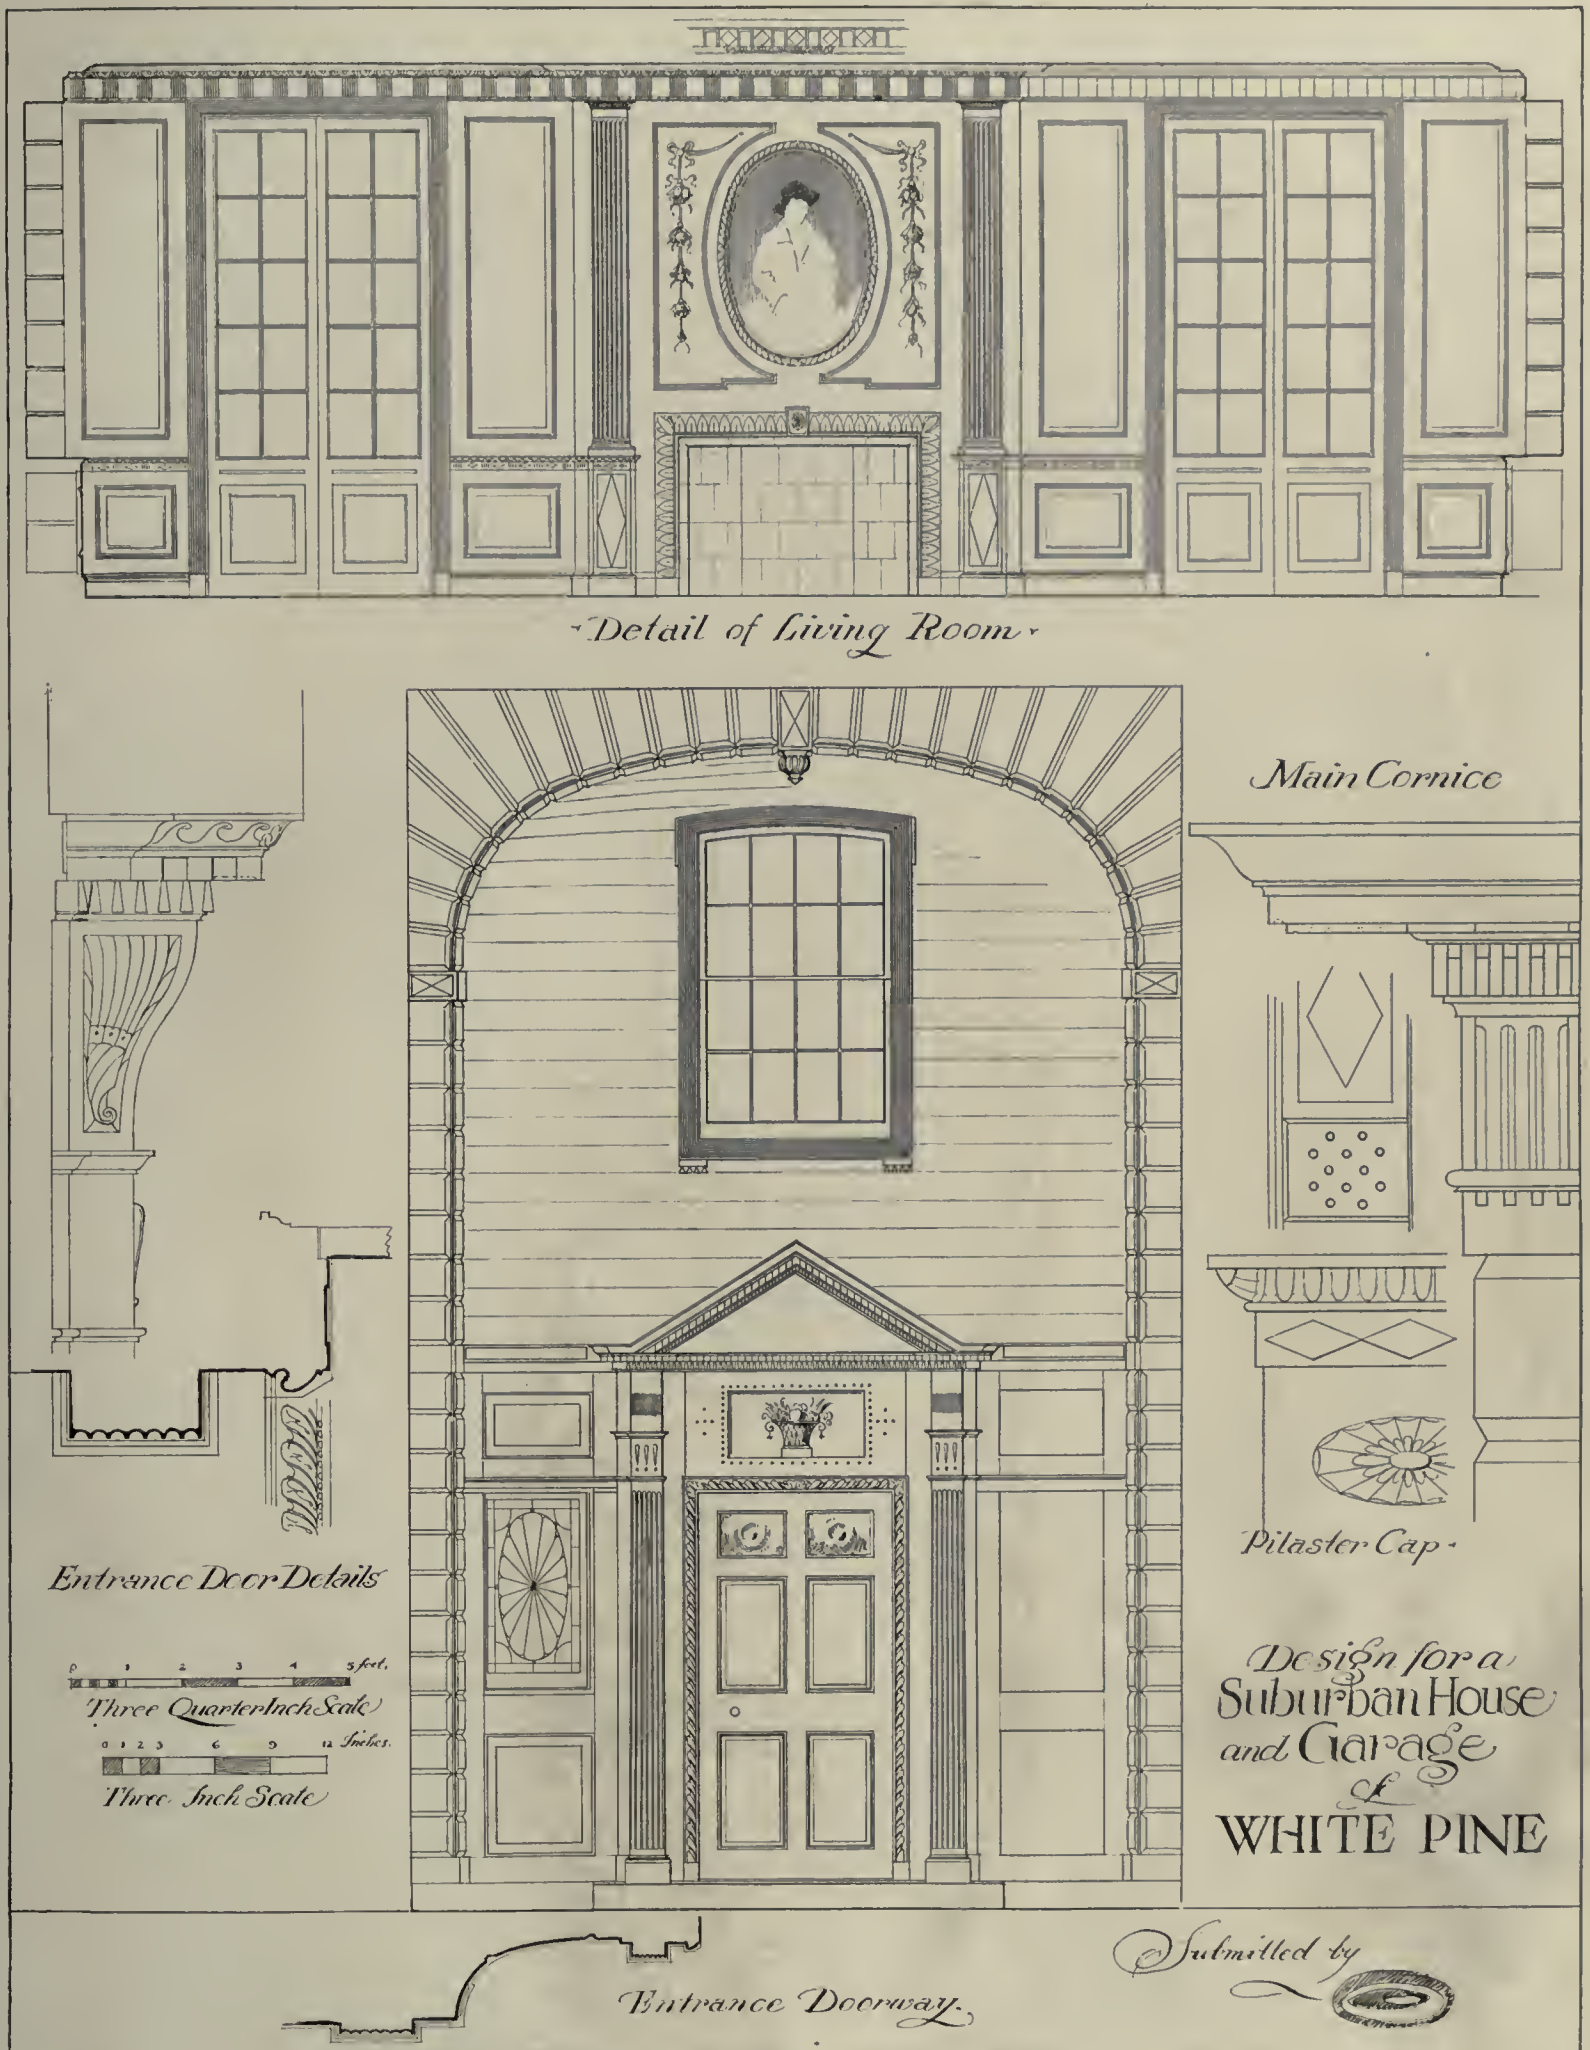 Detail of Living Room
Main Cornice
Pilaster Cap
Entrance Door Details
0 1 2 3 4 5 feet.
Three Quarter Inch Scale
0 1 2 3 6 9 12 Inches.
Three Inch Scale
Design for a
Suburban House
and Garage
of
WHITE PINE
Entrance Doorway.
Submitted by